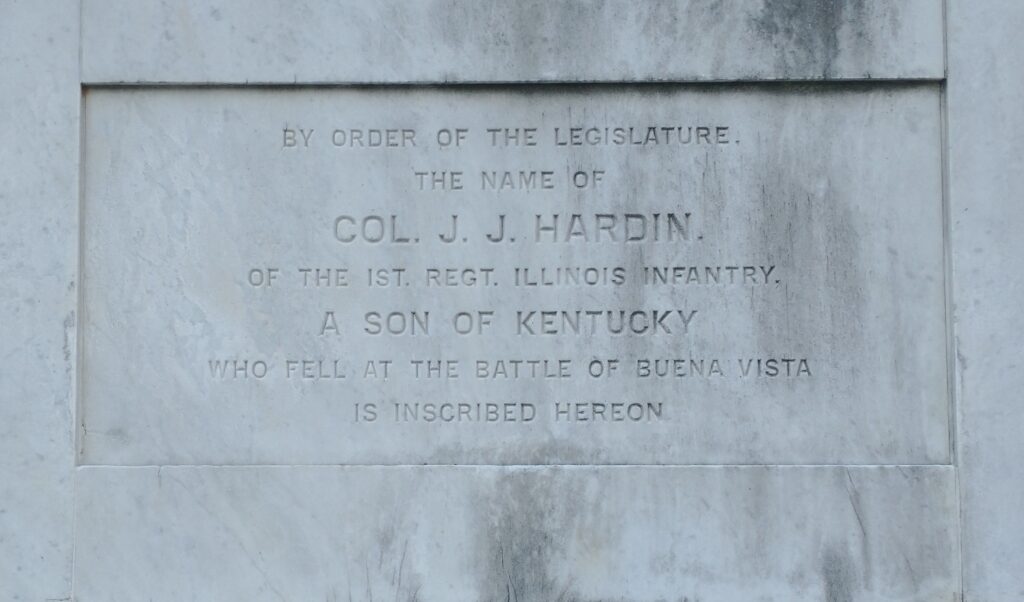 BY ORDER OF THE LEGISLATURE.
THE NAME OF
COL. J. J. HARDIN.
OF THE 1ST. REGT. ILLINOIS INFANTRY.
A SON OF KENTUCKY
WHO FELL AT THE BATTLE OF BUENA VISTA
IS INSCRIBED HEREON